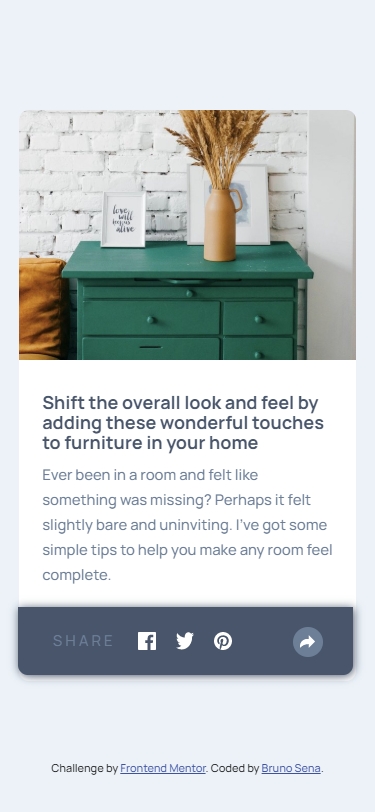 love
will
keep us
alive
Shift the overall look and feel by
adding these wonderful touches
to furniture in your home
Ever been in a room and felt like
something was missing? Perhaps it felt
slightly bare and uninviting. I've got some
simple tips to help you make any room feel
complete.
SHARE
Challenge by Frontend Mentor. Coded by Bruno Sena.